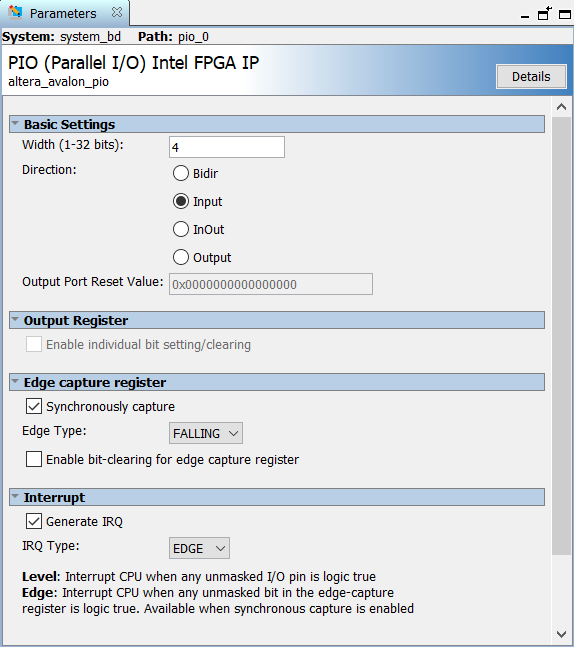 Parameters
System: system_bd Path: pio_0
PIO (Parallel I/O) Intel FPGA IP
altera_avalon_pio
Details
Basic Settings
Width (1-32 bits): 4
Direction: Bidir
Input
InOut
Output
Output Port Reset Value: 0x0000000000000000
Output Register
Enable individual bit setting/clearing
Edge capture register
Synchronously capture
Edge Type: FALLING
Enable bit-clearing for edge capture register
Interrupt
Generate IRQ
IRQ Type: EDGE
Level: Interrupt CPU when any unmasked I/O pin is logic true
Edge: Interrupt CPU when any unmasked bit in the edge-capture
register is logic true. Available when synchronous capture is enabled